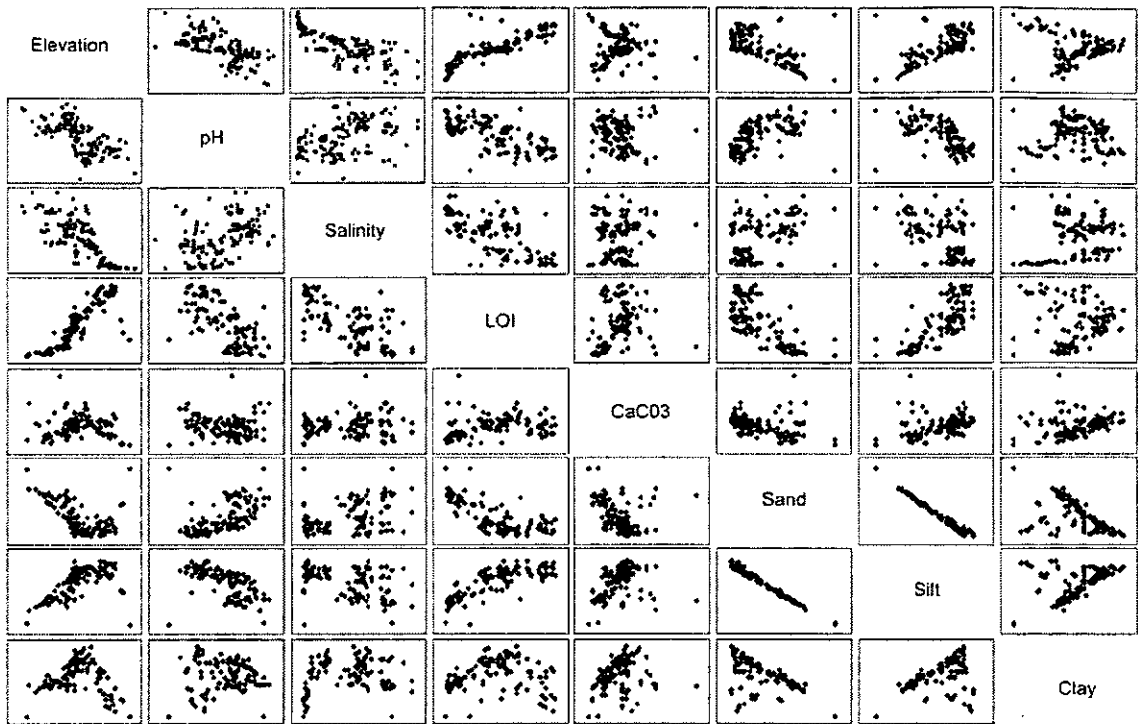 Elevation
pH
Salinity
LOI
CaC03
Sand
Silt
Clay